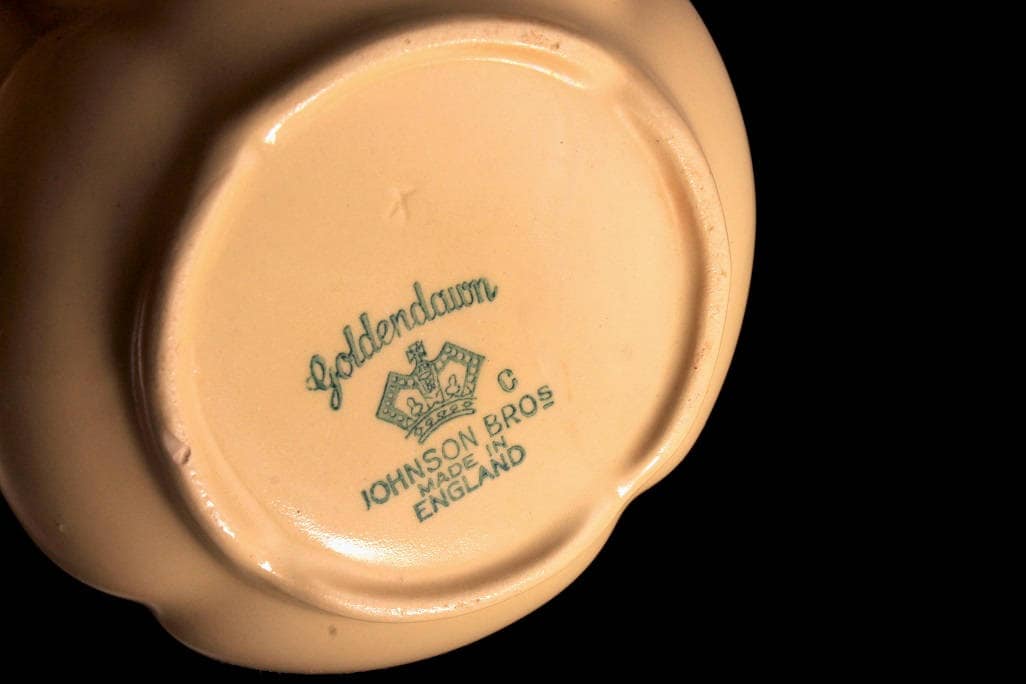 Goldendawn
C
JOHNSON BROS
MADE IN
ENGLAND